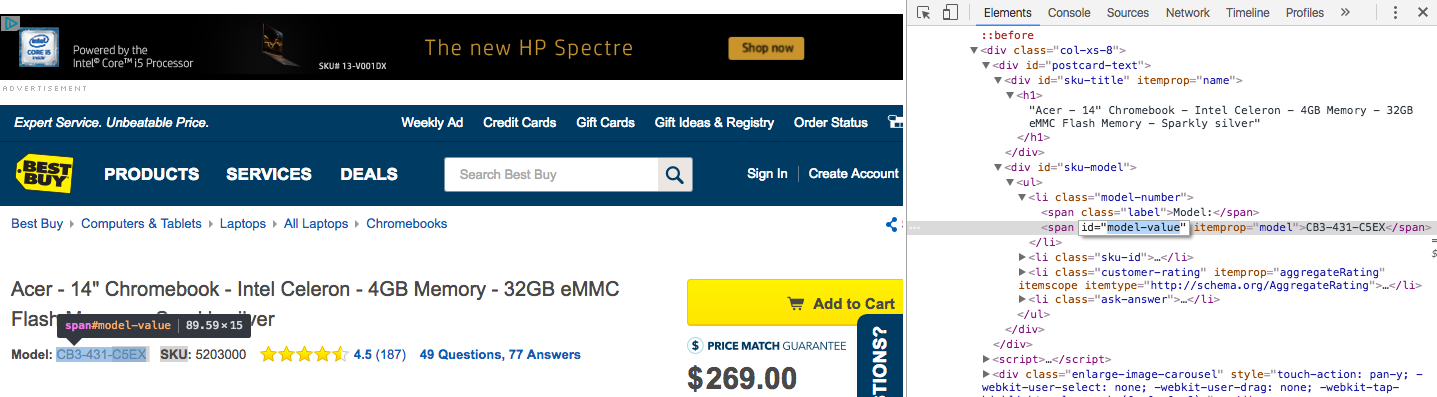 intel
CORE i5
inside
Powered by the
Intel® Core™ i5 Processor
SKU# 13-V001DX
The new HP Spectre
Shop now
ADVERTISEMENT
Expert Service. Unbeatable Price.
Weekly Ad
Credit Cards
Gift Cards
Gift Ideas & Registry
Order Status
BEST
BUY
PRODUCTS
SERVICES
DEALS
Search Best Buy
Sign In
Create Account
Best Buy
Computers & Tablets
Laptops
All Laptops
Chromebooks
Acer - 14" Chromebook - Intel Celeron - 4GB Memory - 32GB eMMC
Flash
span#model-value | 89.59 × 15
Model: CB3-431-C5EX SKU: 5203000 4.5 (187) 49 Questions, 77 Answers
Add to Cart
$ PRICE MATCH GUARANTEE
$269.00
Elements Console Sources Network Timeline Profiles »
::before
▼<div class="col-xs-8">
▼<div id="postcard-text">
▼<div id="sku-title" itemprop="name">
▼<h1>
"Acer - 14" Chromebook - Intel Celeron - 4GB Memory - 32GB
eMMC Flash Memory - Sparkly silver"
</h1>
</div>
▼<div id="sku-model">
▼<ul>
▼<li class="model-number">
<span class="label">Model:</span>
… <span id="model-value" itemprop="model">CB3-431-C5EX</span>
</li>
▶<li class="sku-id">…</li>
▶<li class="customer-rating" itemprop="aggregateRating"
itemscope itemtype="http://schema.org/AggregateRating">…</li>
▶<li class="ask-answer">…</li>
</ul>
</div>
▶<script>…</script>
▶<div class="enlarge-image-carousel" style="touch-action: pan-y; -
webkit-user-select: none; -webkit-user-drag: none; -webkit-tap-